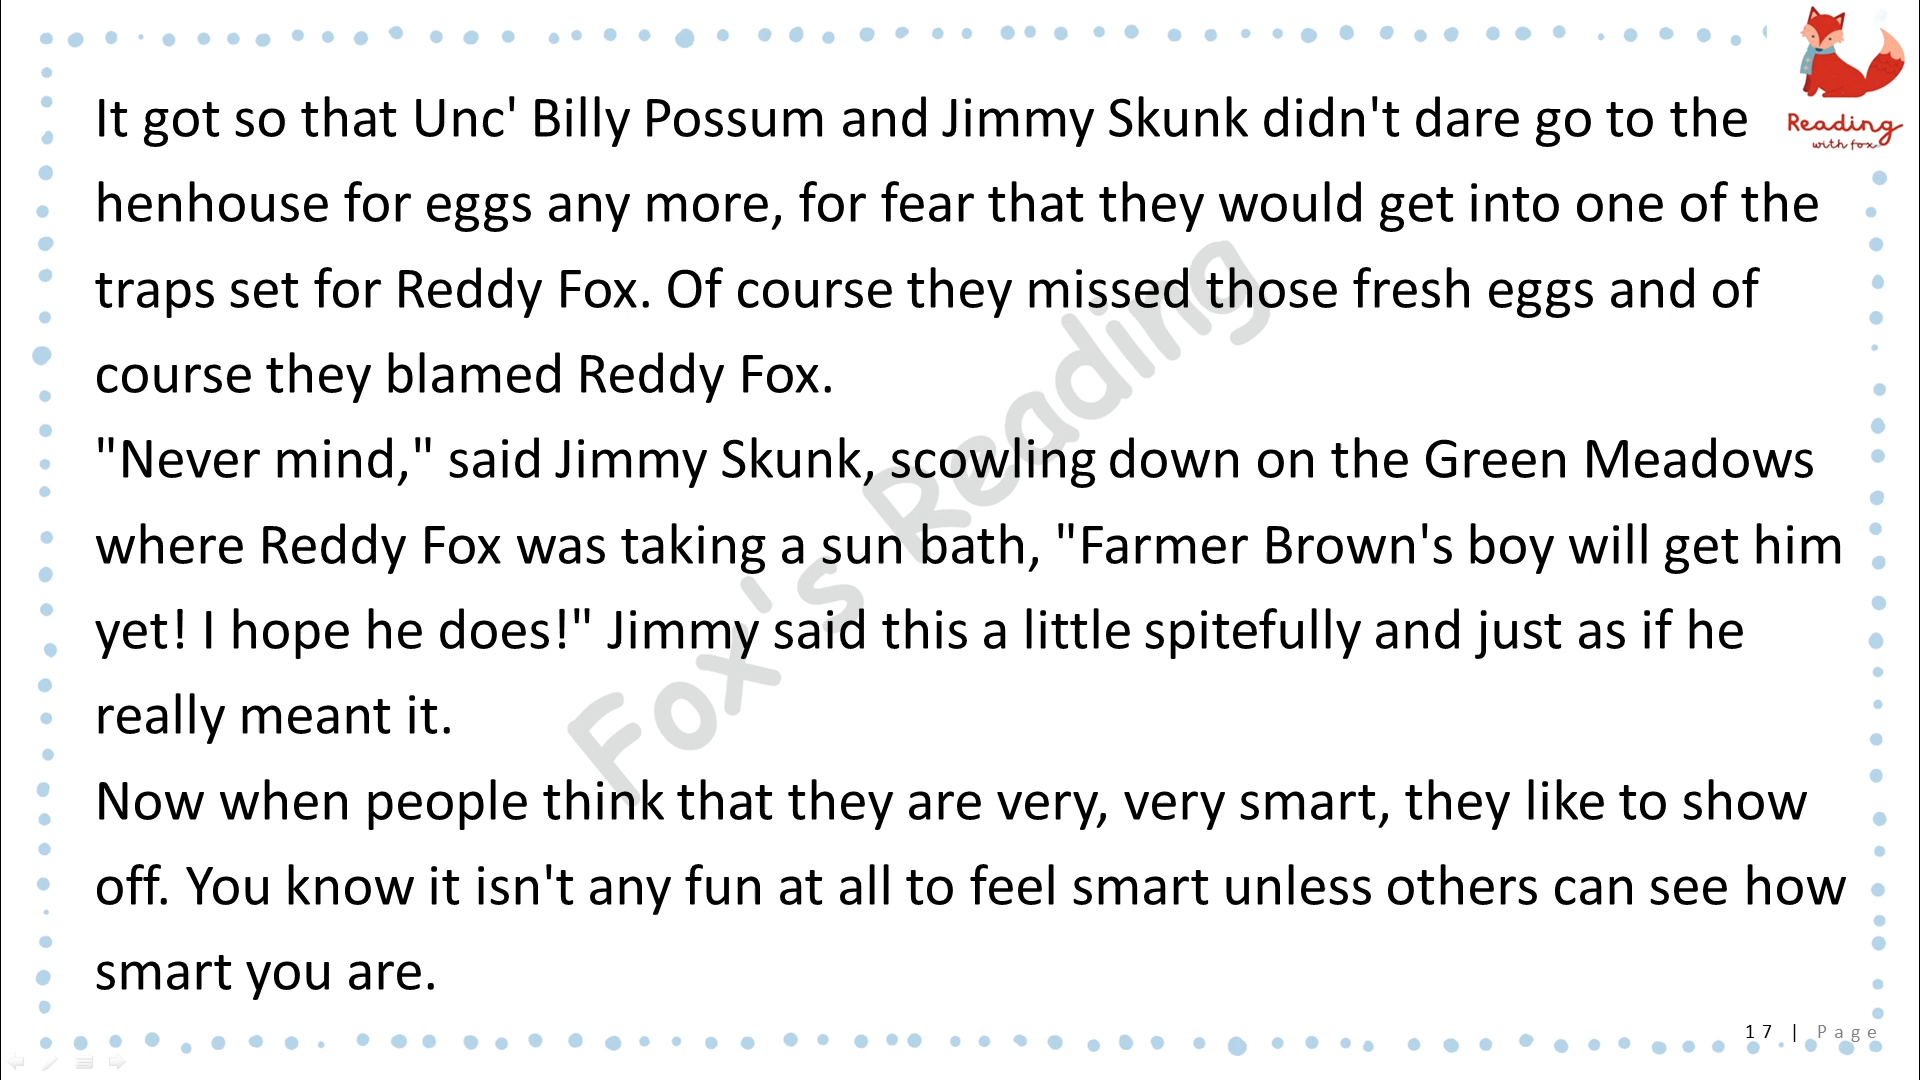 It got so that Unc' Billy Possum and Jimmy Skunk didn't dare go to the
henhouse for eggs any more, for fear that they would get into one of the
traps set for Reddy Fox. Of course they missed those fresh eggs and of
course they blamed Reddy Fox.
"Never mind," said Jimmy Skunk, scowling down on the Green Meadows
where Reddy Fox was taking a sun bath, "Farmer Brown's boy will get him
yet! I hope he does!" Jimmy said this a little spitefully and just as if he
really meant it.
Now when people think that they are very, very smart, they like to show
off. You know it isn't any fun at all to feel smart unless others can see how
smart you are.
Reading
with fox
Fox's Reading
17 | Page